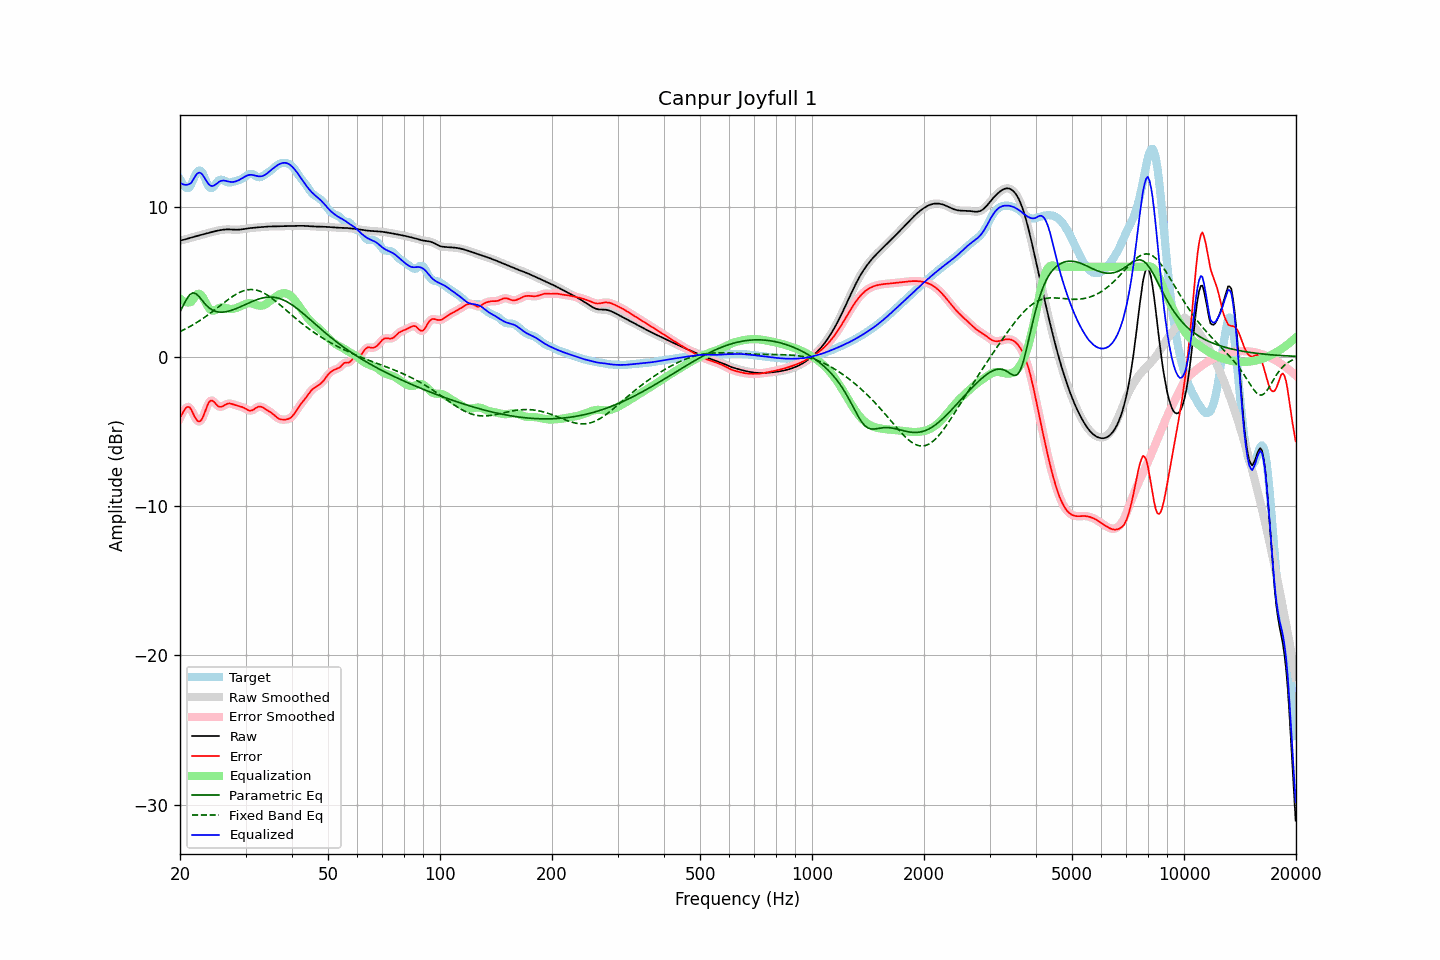 Canpur Joyfull 1
Amplitude (dBr)
10
0
−10
−20
−30
Target
Raw Smoothed
Error Smoothed
Raw
Error
Equalization
Parametric Eq
Fixed Band Eq
Equalized
20 50 100 200 500 1000 2000 5000 10000 20000
Frequency (Hz)